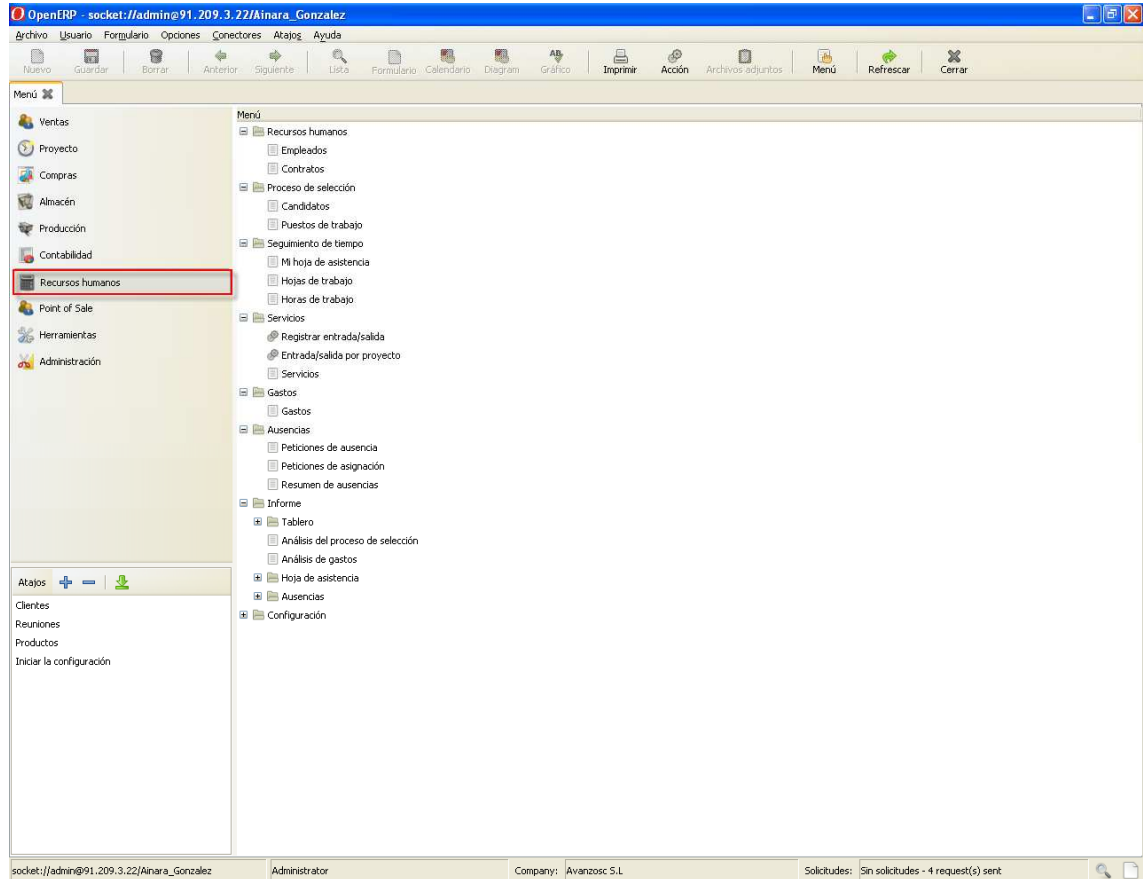 OpenERP - socket://admin@91.209.3.22/Ainara_Gonzalez
Archivo Usuario Formulario Opciones Conectores Atajos Ayuda
Nuevo Guardar Borrar Anterior Siguiente Lista Formulario Calendario Diagram Gráfico Imprimir Acción Archivos adjuntos Menú Refrescar Cerrar
Menú
Ventas
Proyecto
Compras
Almacén
Producción
Contabilidad
Recursos humanos
Point of Sale
Herramientas
Administración
Atajos
Clientes
Reuniones
Productos
Iniciar la configuración
Menú
Recursos humanos
Empleados
Contratos
Proceso de selección
Candidatos
Puestos de trabajo
Seguimiento de tiempo
Mi hoja de asistencia
Hojas de trabajo
Horas de trabajo
Servicios
Registrar entrada/salida
Entrada/salida por proyecto
Servicios
Gastos
Gastos
Ausencias
Peticiones de ausencia
Peticiones de asignación
Resumen de ausencias
Informe
Tablero
Análisis del proceso de selección
Análisis de gastos
Hoja de asistencia
Ausencias
Configuración
socket://admin@91.209.3.22/Ainara_Gonzalez Administrator Company: Avanzosc S.L Solicitudes: Sin solicitudes - 4 request(s) sent